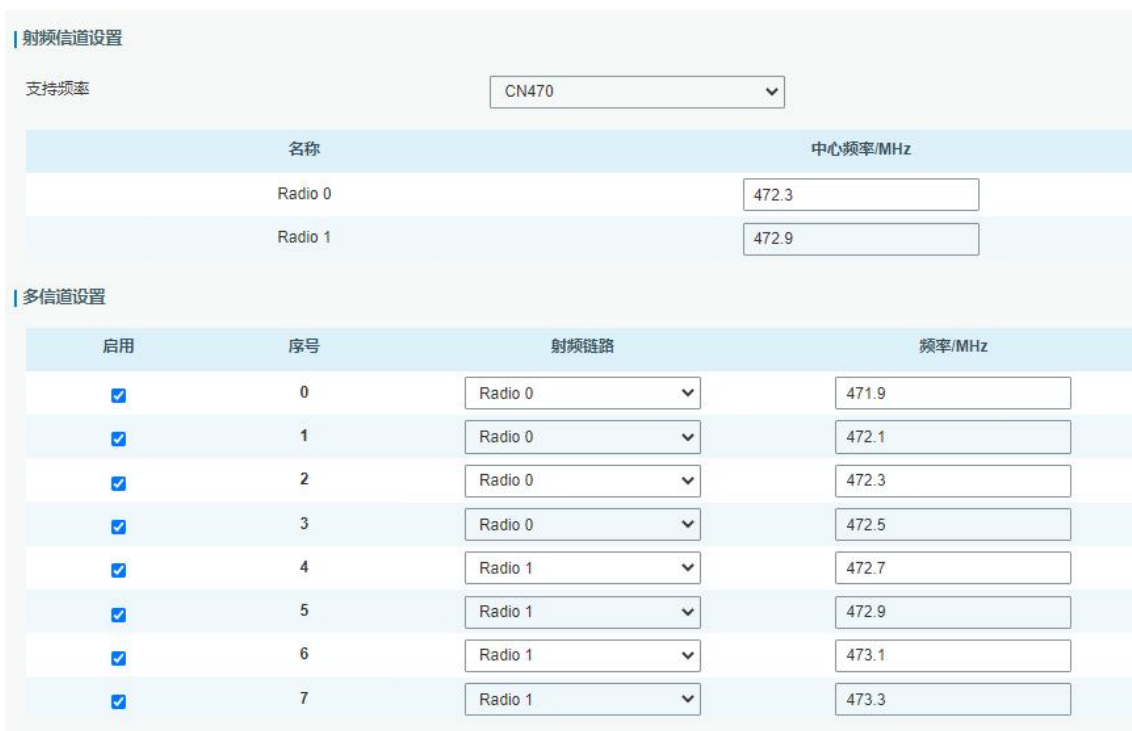 射频信道设置
支持频率 CN470
名称 中心频率/MHz
Radio 0 472.3
Radio 1 472.9
多信道设置
启用 序号 射频链路 频率/MHz
0 Radio 0 471.9
1 Radio 0 472.1
2 Radio 0 472.3
3 Radio 0 472.5
4 Radio 1 472.7
5 Radio 1 472.9
6 Radio 1 473.1
7 Radio 1 473.3